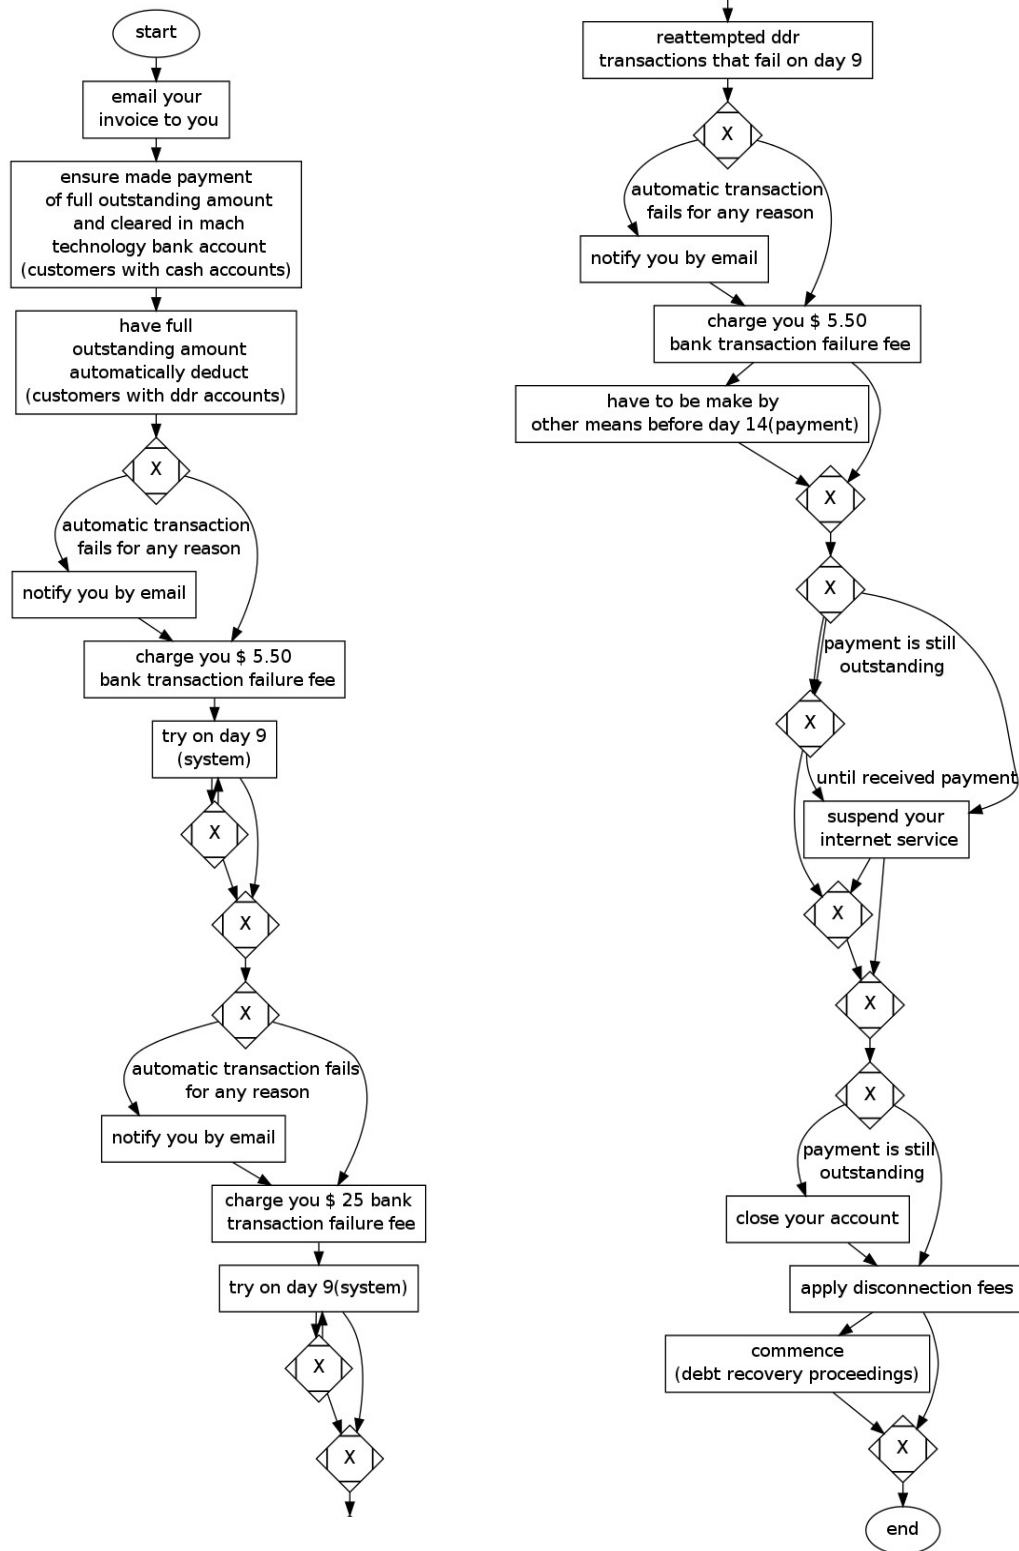 start
email your
invoice to you
ensure made payment
of full outstanding amount
and cleared in mach
technology bank account
(customers with cash accounts)
have full
outstanding amount
automatically deduct
(customers with ddr accounts)
X
automatic transaction
fails for any reason
notify you by email
charge you $ 5.50
bank transaction failure fee
try on day 9
(system)
X
X
X
automatic transaction fails
for any reason
notify you by email
charge you $ 25 bank
transaction failure fee
try on day 9(system)
X
X
reattempted ddr
transactions that fail on day 9
X
automatic transaction
fails for any reason
notify you by email
charge you $ 5.50
bank transaction failure fee
have to be make by
other means before day 14(payment)
X
X
payment is still
outstanding
X
until received payment
suspend your
internet service
X
X
X
payment is still
outstanding
close your account
apply disconnection fees
commence
(debt recovery proceedings)
X
end